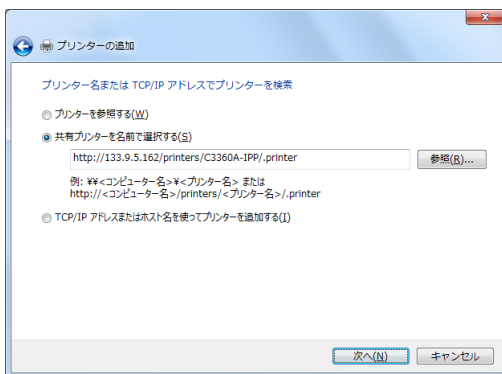 プリンターの追加
プリンター名または TCP/IP アドレスでプリンターを検索
プリンターを参照する(W)
共有プリンターを名前で選択する(S)
http://133.9.5.162/printers/C3360A-IPP/.printer
参照(R)...
例: ¥¥<コンピューター名>¥<プリンター名> または
http://<コンピューター名>/printers/<プリンター名>/.printer
TCP/IP アドレスまたはホスト名を使ってプリンターを追加する(I)
次へ(N)
キャンセル